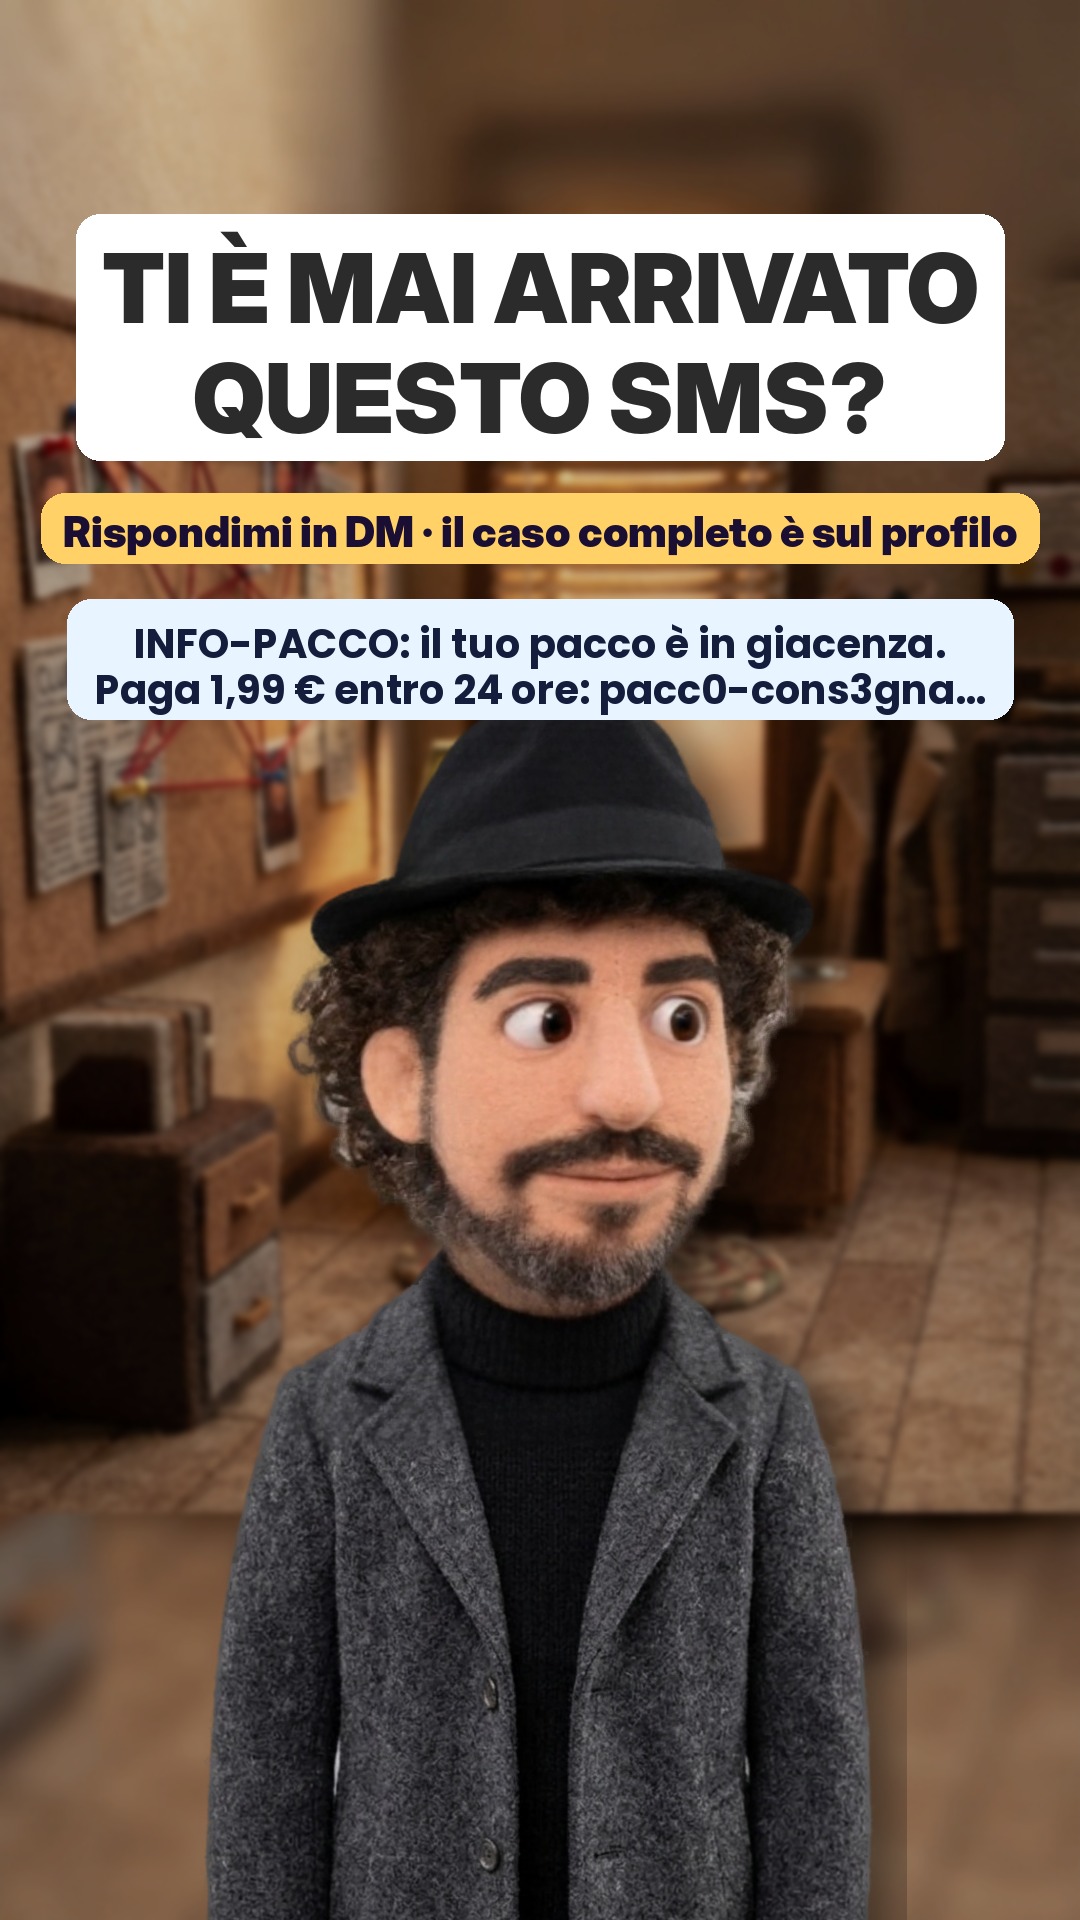 TI È MAI ARRIVATO
QUESTO SMS?
Rispondimi in DM · il caso completo è sul profilo
INFO-PACCO: il tuo pacco è in giacenza.
Paga 1,99 € entro 24 ore: pacc0-cons3gna...